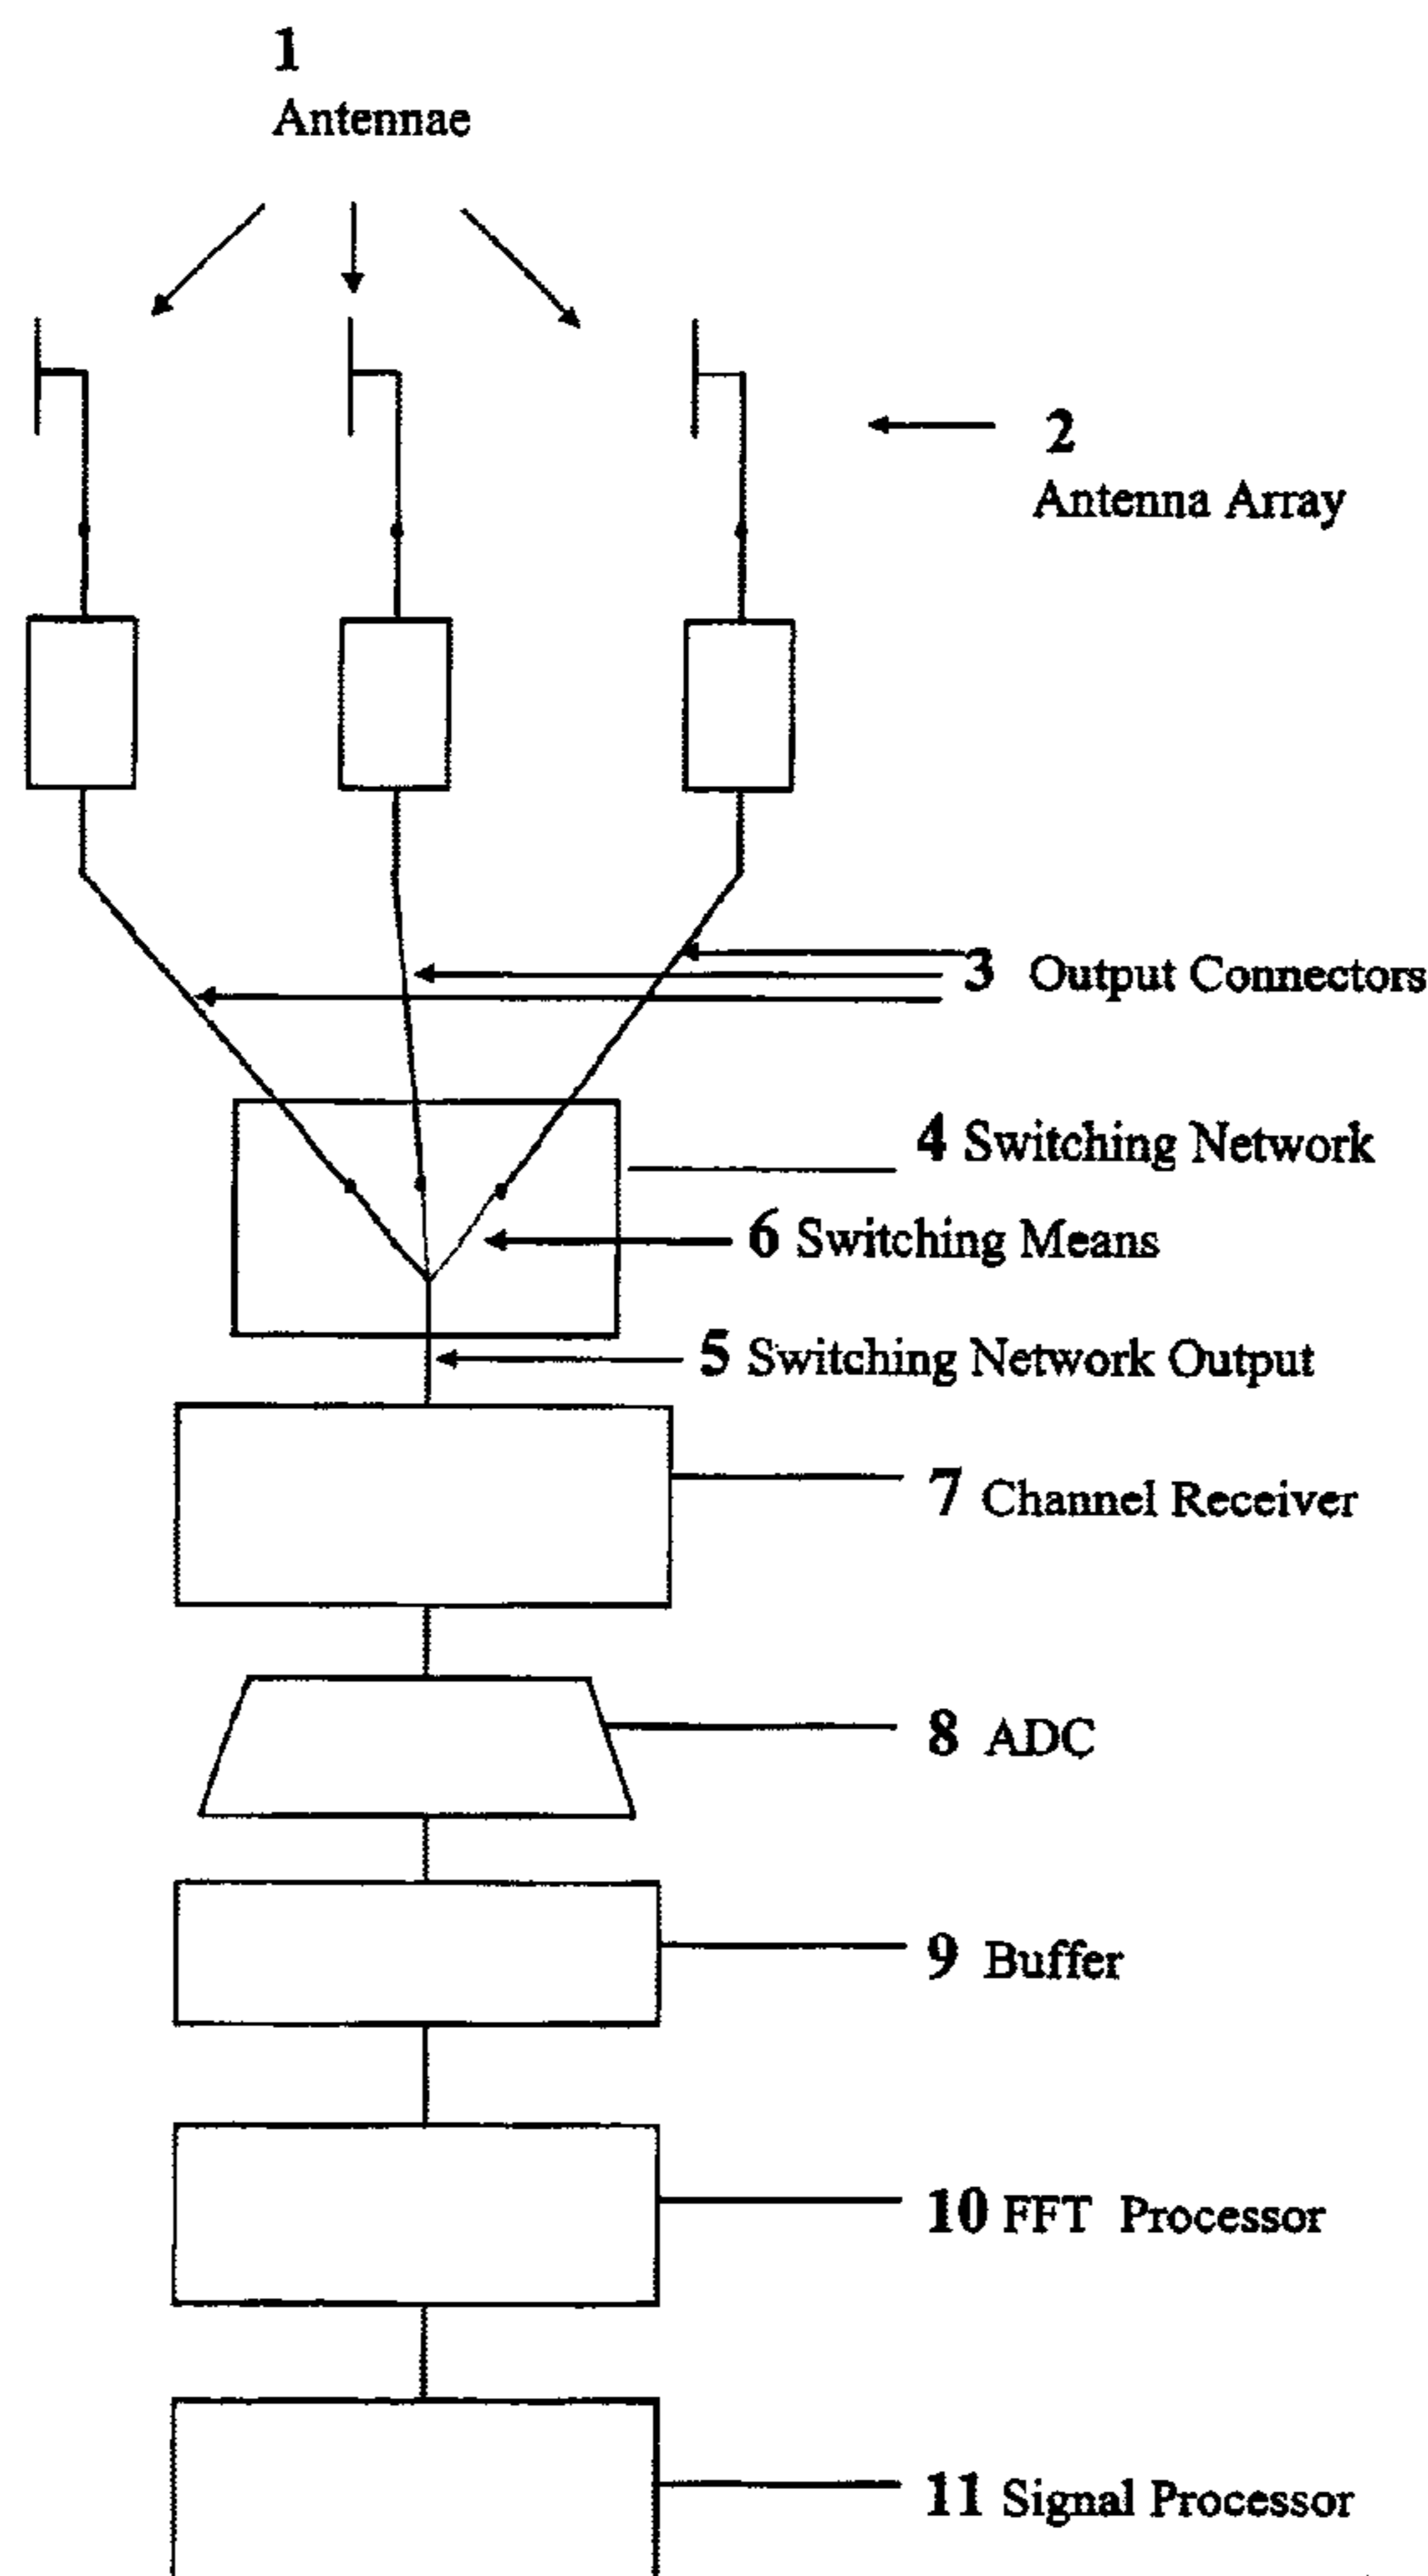 1
Antennae
2
Antenna Array
3 Output Connectors
4 Switching Network
6 Switching Means
5 Switching Network Output
7 Channel Receiver
8 ADC
9 Buffer
10 FFT Processor
11 Signal Processor